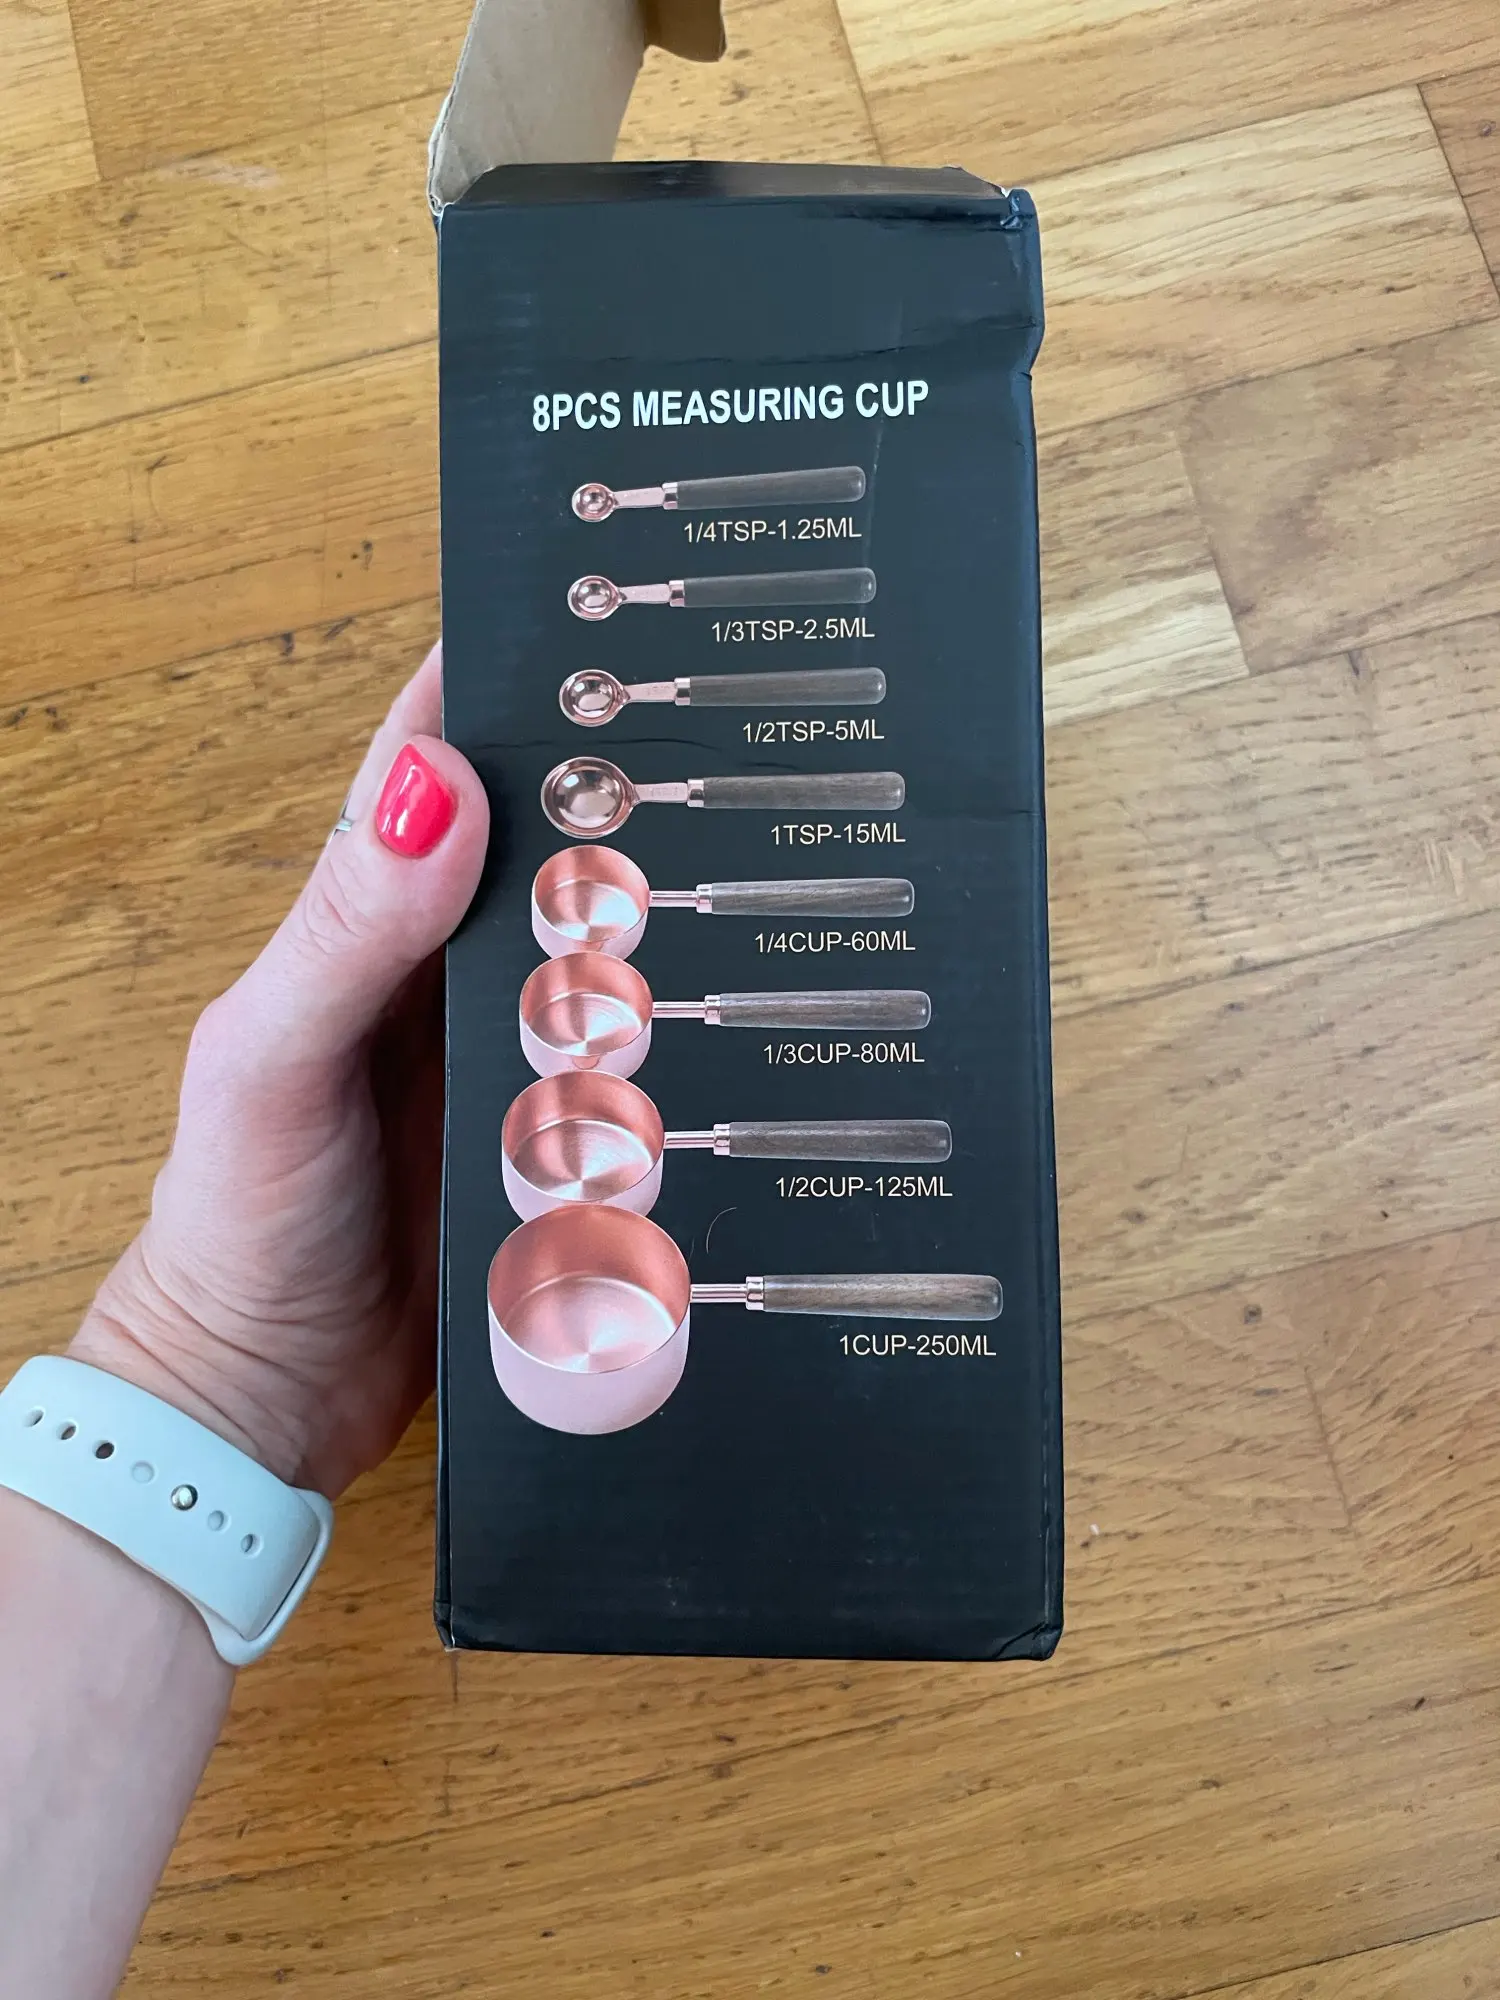 8PCS MEASURING CUP
1/4TSP-1.25ML
1/3TSP-2.5ML
1/2TSP-5ML
1TSP-15ML
1/4CUP-60ML
1/3CUP-80ML
1/2CUP-125ML
1CUP-250ML